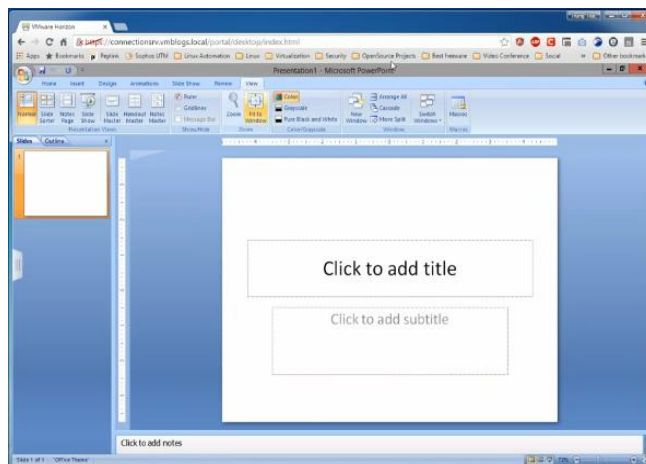 VMware Horizon
https://connectionsrv.vmblogs.local/portal/desktop/index.html
Apps Bookmarks Sophos UTM Linux Automation Linux Virtualization Security OpenSource Projects Best freeware Video Conference Social Other bookmark
Presentation1 - Microsoft PowerPoint
Home Insert Design Animations Slide Show Review View
Normal Slide Sorter Notes Page Slide Show Slide Master Handout Master Notes Master
Ruler
Gridlines
Message Bar
Zoom Fit to Window
Color
Grayscale
Pure Black and White
New Window
Arrange All
Cascade
More Split
Switch Windows
Macros
Presentation Views Show/Hide Zoom Color/Grayscale Window Macros
Slides Outline
1
Click to add title
Click to add subtitle
Click to add notes
Slide 1 of 1 "Office Theme" 72%